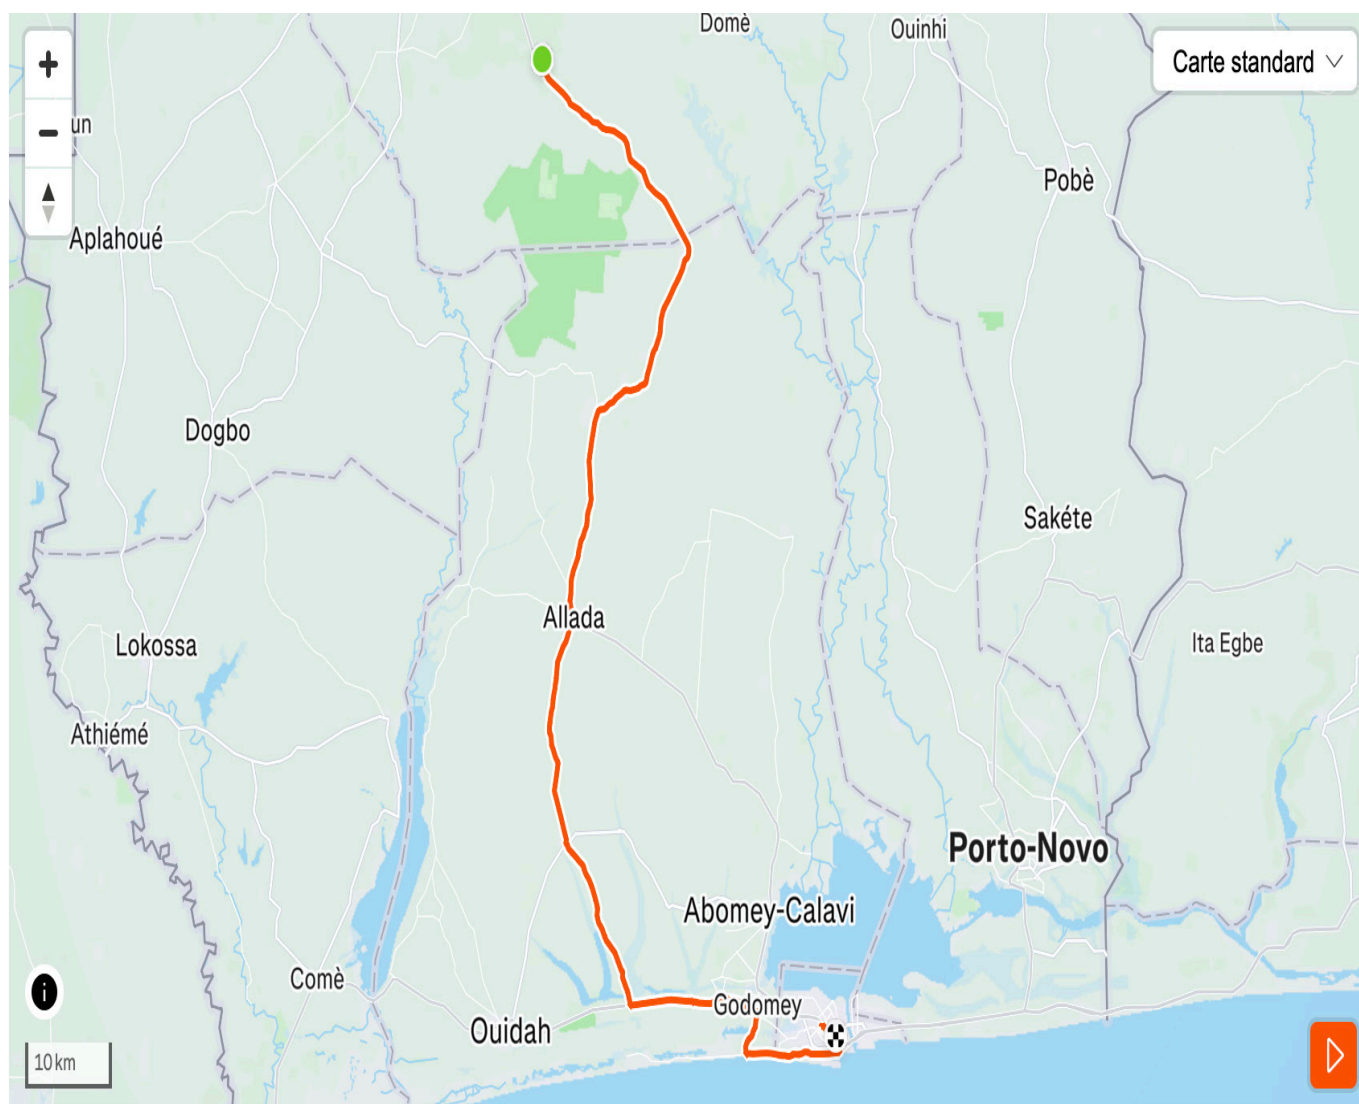 Domè
Ouinhi
Carte standard
un
Pobè
Aplahoué
Dogbo
Sakéte
Allada
Lokossa
Ita Egbe
Athiémé
Porto-Novo
Abomey-Calavi
Comè
Godomey
Ouidah
10 km